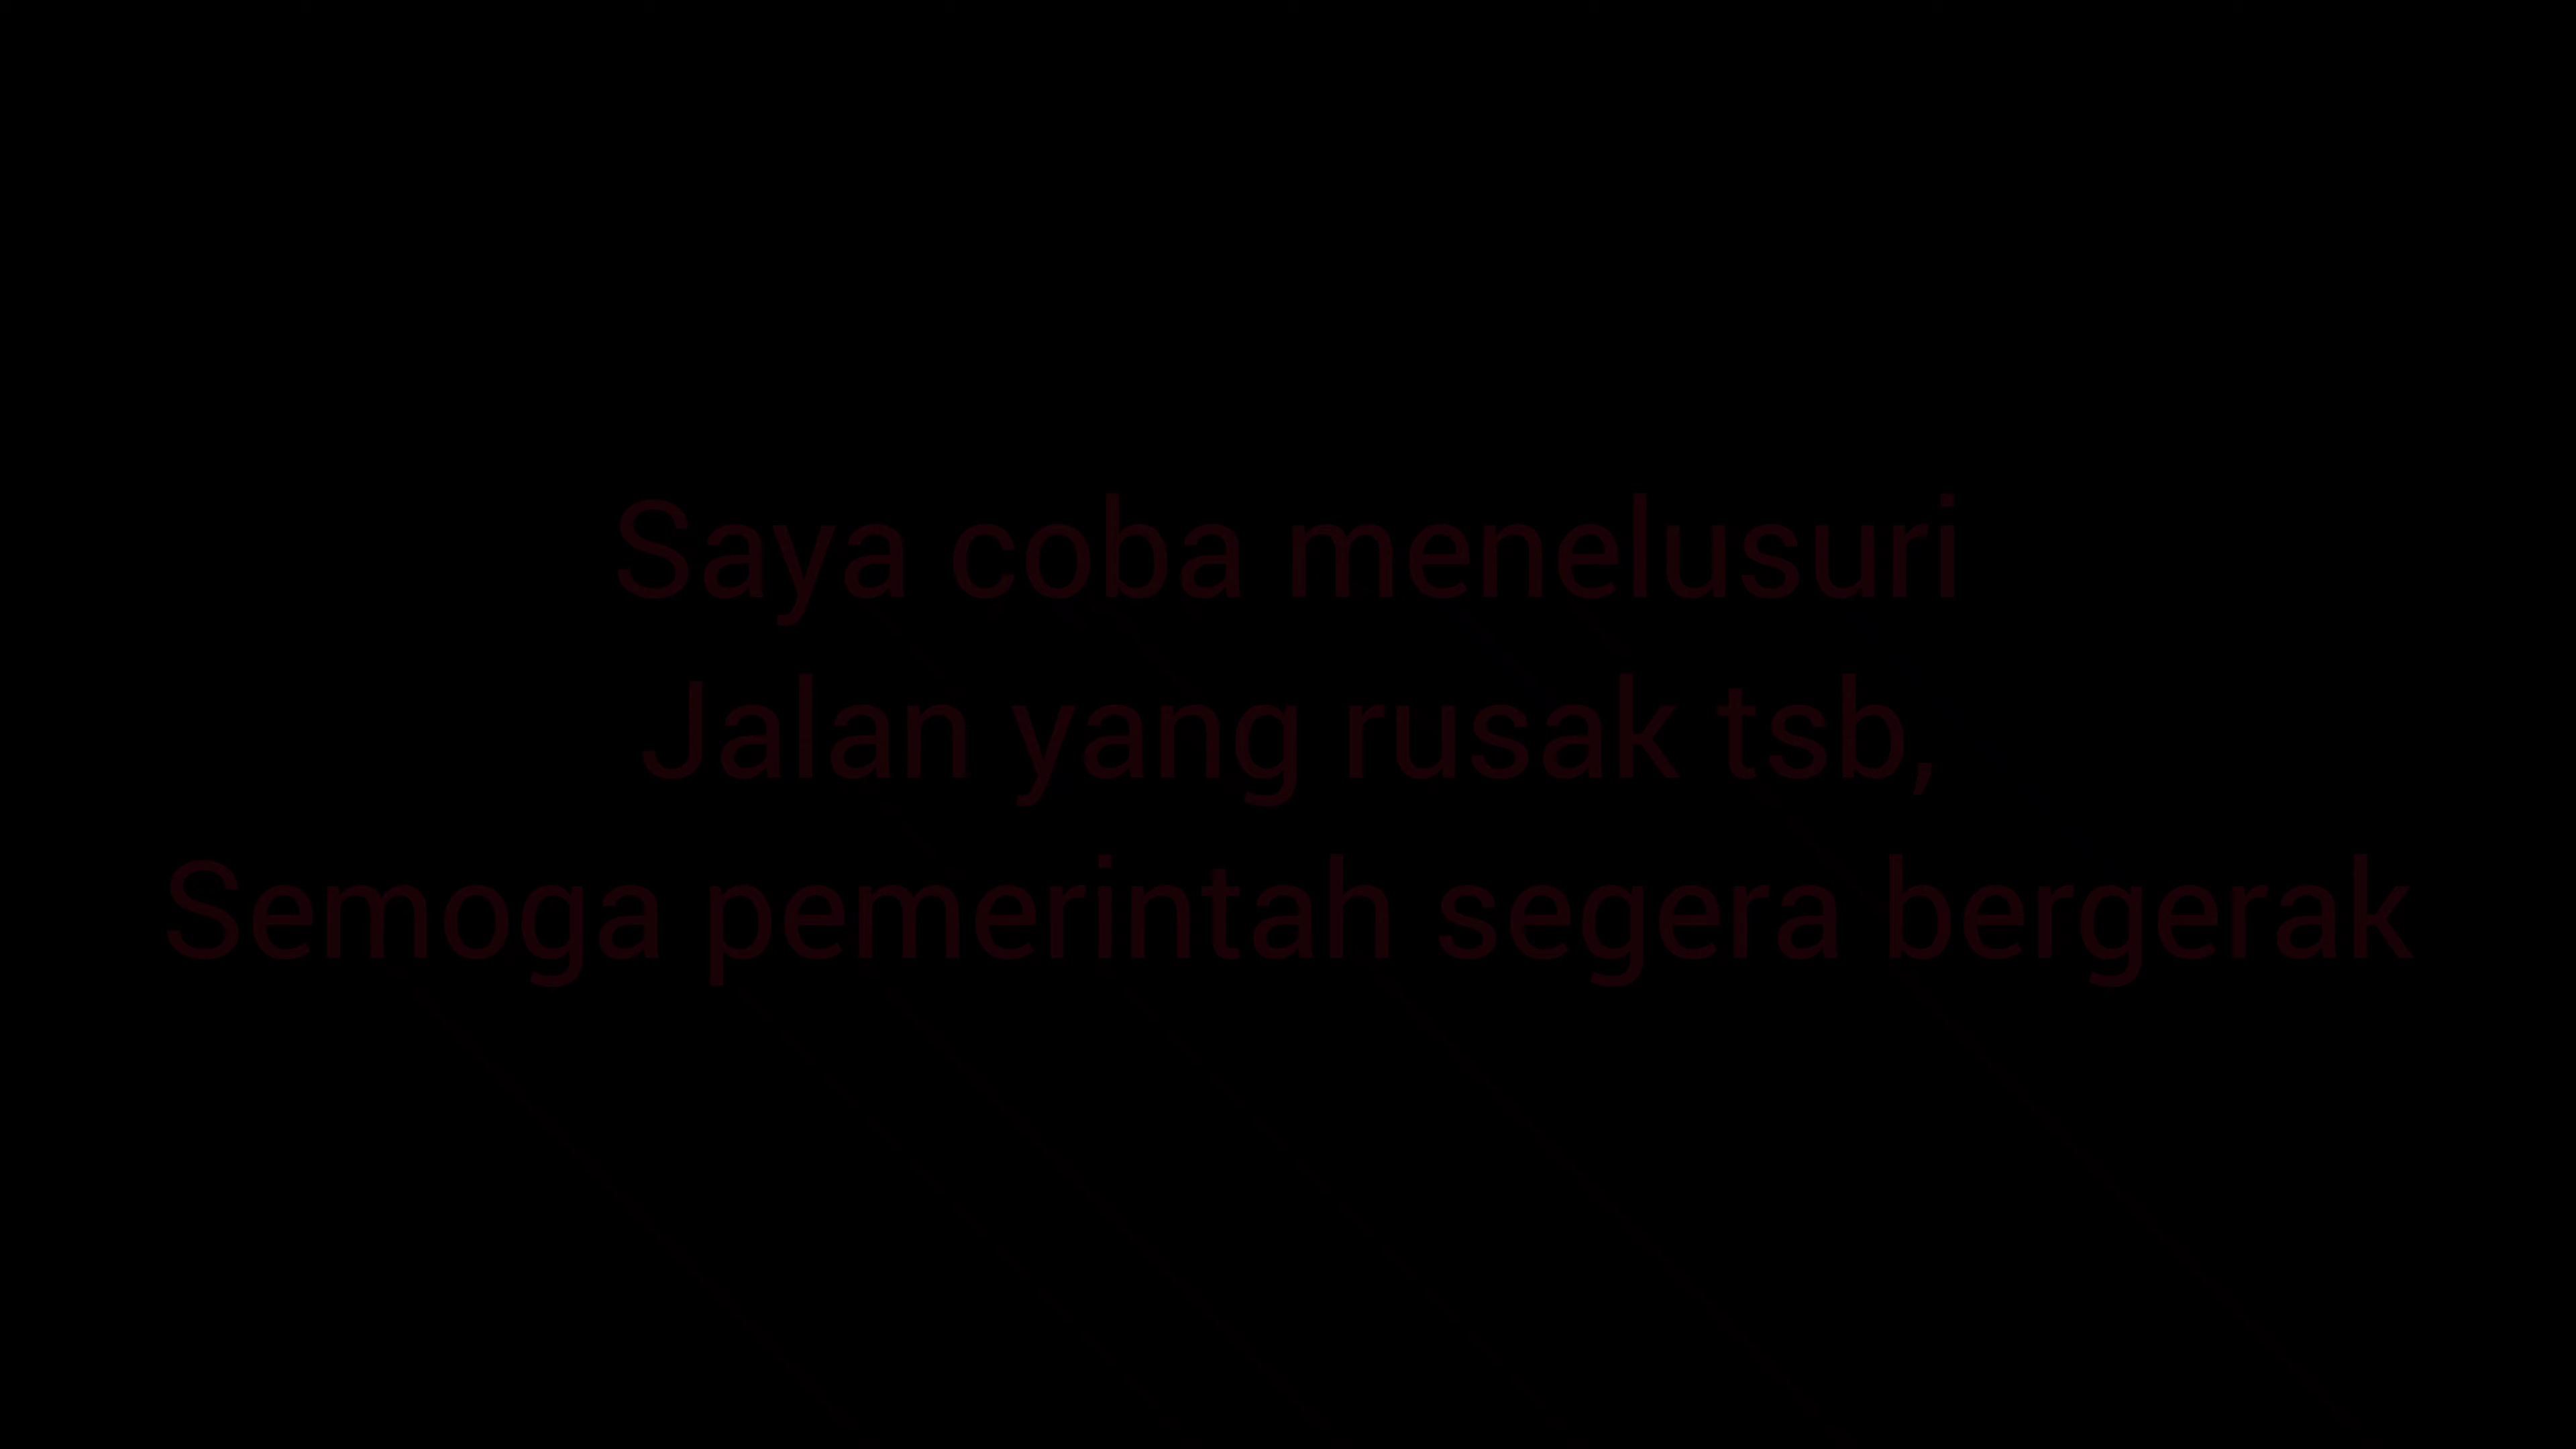 Saya coba menelusuri
Jalan yang rusak tsb,
Semoga pemerintah segera bergerak